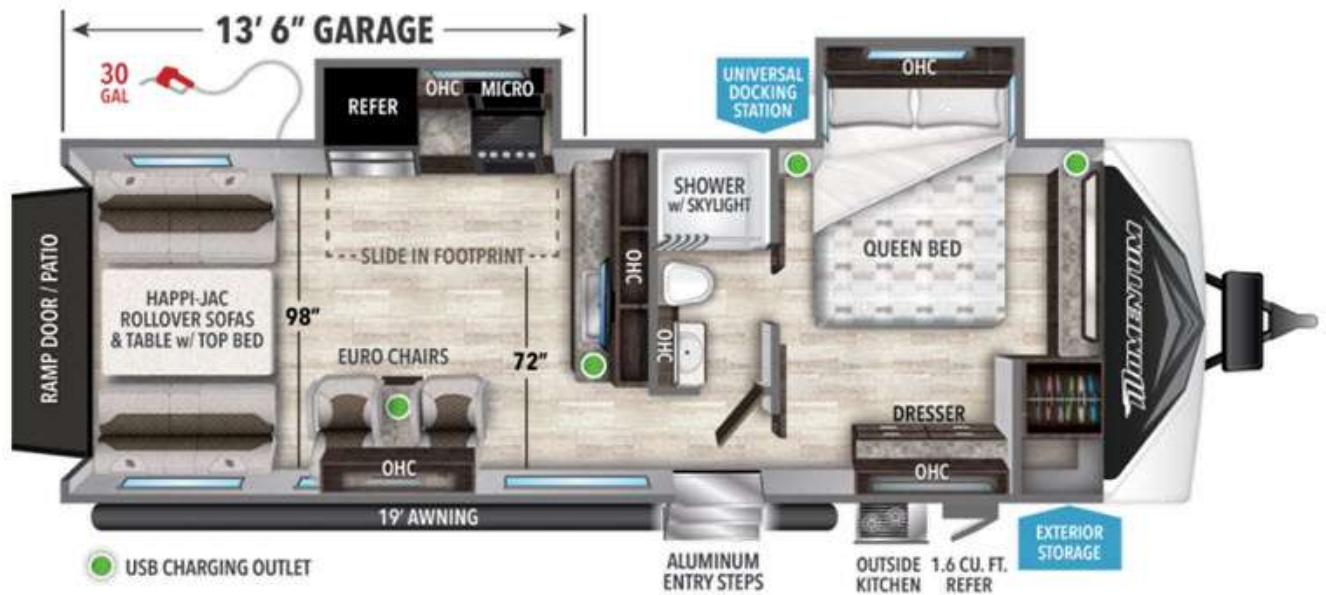 13' 6" GARAGE
30
GAL
REFER
OHC
MICRO
UNIVERSAL
DOCKING
STATION
OHC
SHOWER
w/ SKYLIGHT
QUEEN BED
SLIDE IN FOOTPRINT
OHC
RAMP DOOR / PATIO
HAPPI-JAC
ROLLOVER SOFAS
& TABLE w/ TOP BED
98"
EURO CHAIRS
72"
OHC
MOMENTUM
DRESSER
OHC
OHC
19' AWNING
USB CHARGING OUTLET
ALUMINUM
ENTRY STEPS
OUTSIDE
KITCHEN
1.6 CU. FT.
REFER
EXTERIOR
STORAGE